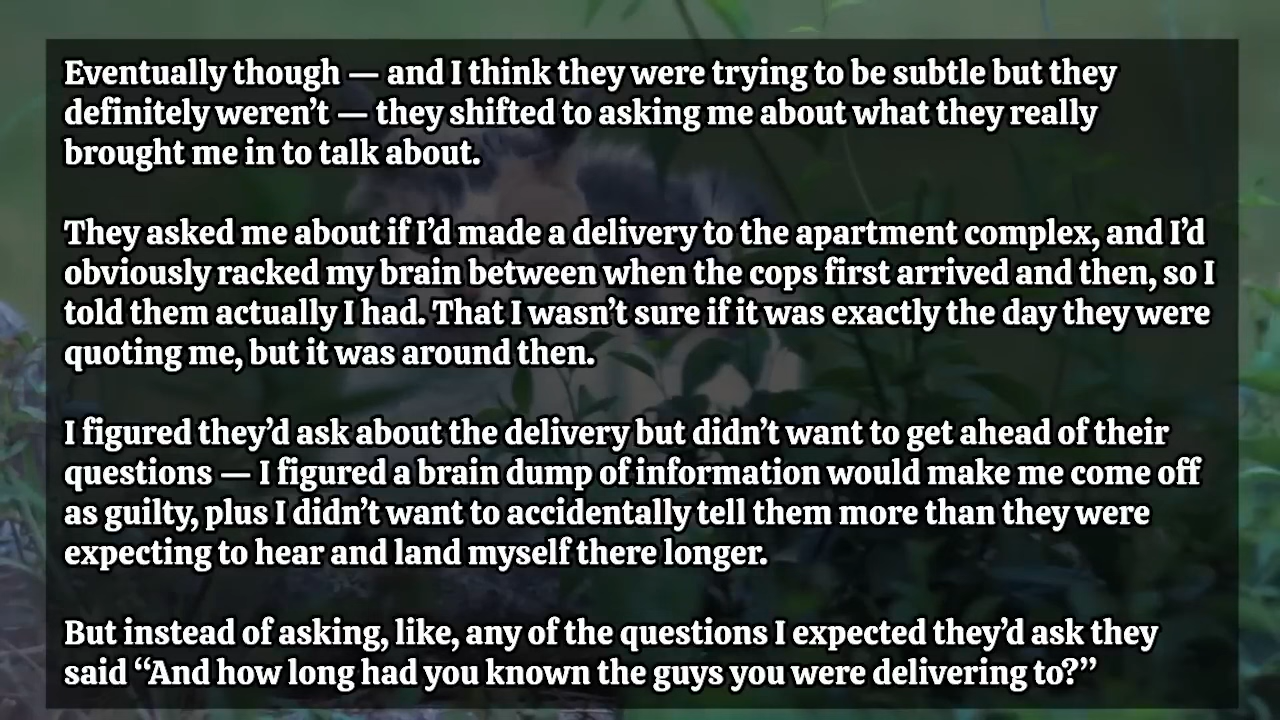 Eventually though — and I think they were trying to be subtle but they
definitely weren’t — they shifted to asking me about what they really
brought me in to talk about.
They asked me about if I’d made a delivery to the apartment complex, and I’d
obviously racked my brain between when the cops first arrived and then, so I
told them actually I had. That I wasn’t sure if it was exactly the day they were
quoting me, but it was around then.
I figured they’d ask about the delivery but didn’t want to get ahead of their
questions — I figured a brain dump of information would make me come off
as guilty, plus I didn’t want to accidentally tell them more than they were
expecting to hear and land myself there longer.
But instead of asking, like, any of the questions I expected they’d ask they
said “And how long had you known the guys you were delivering to?”